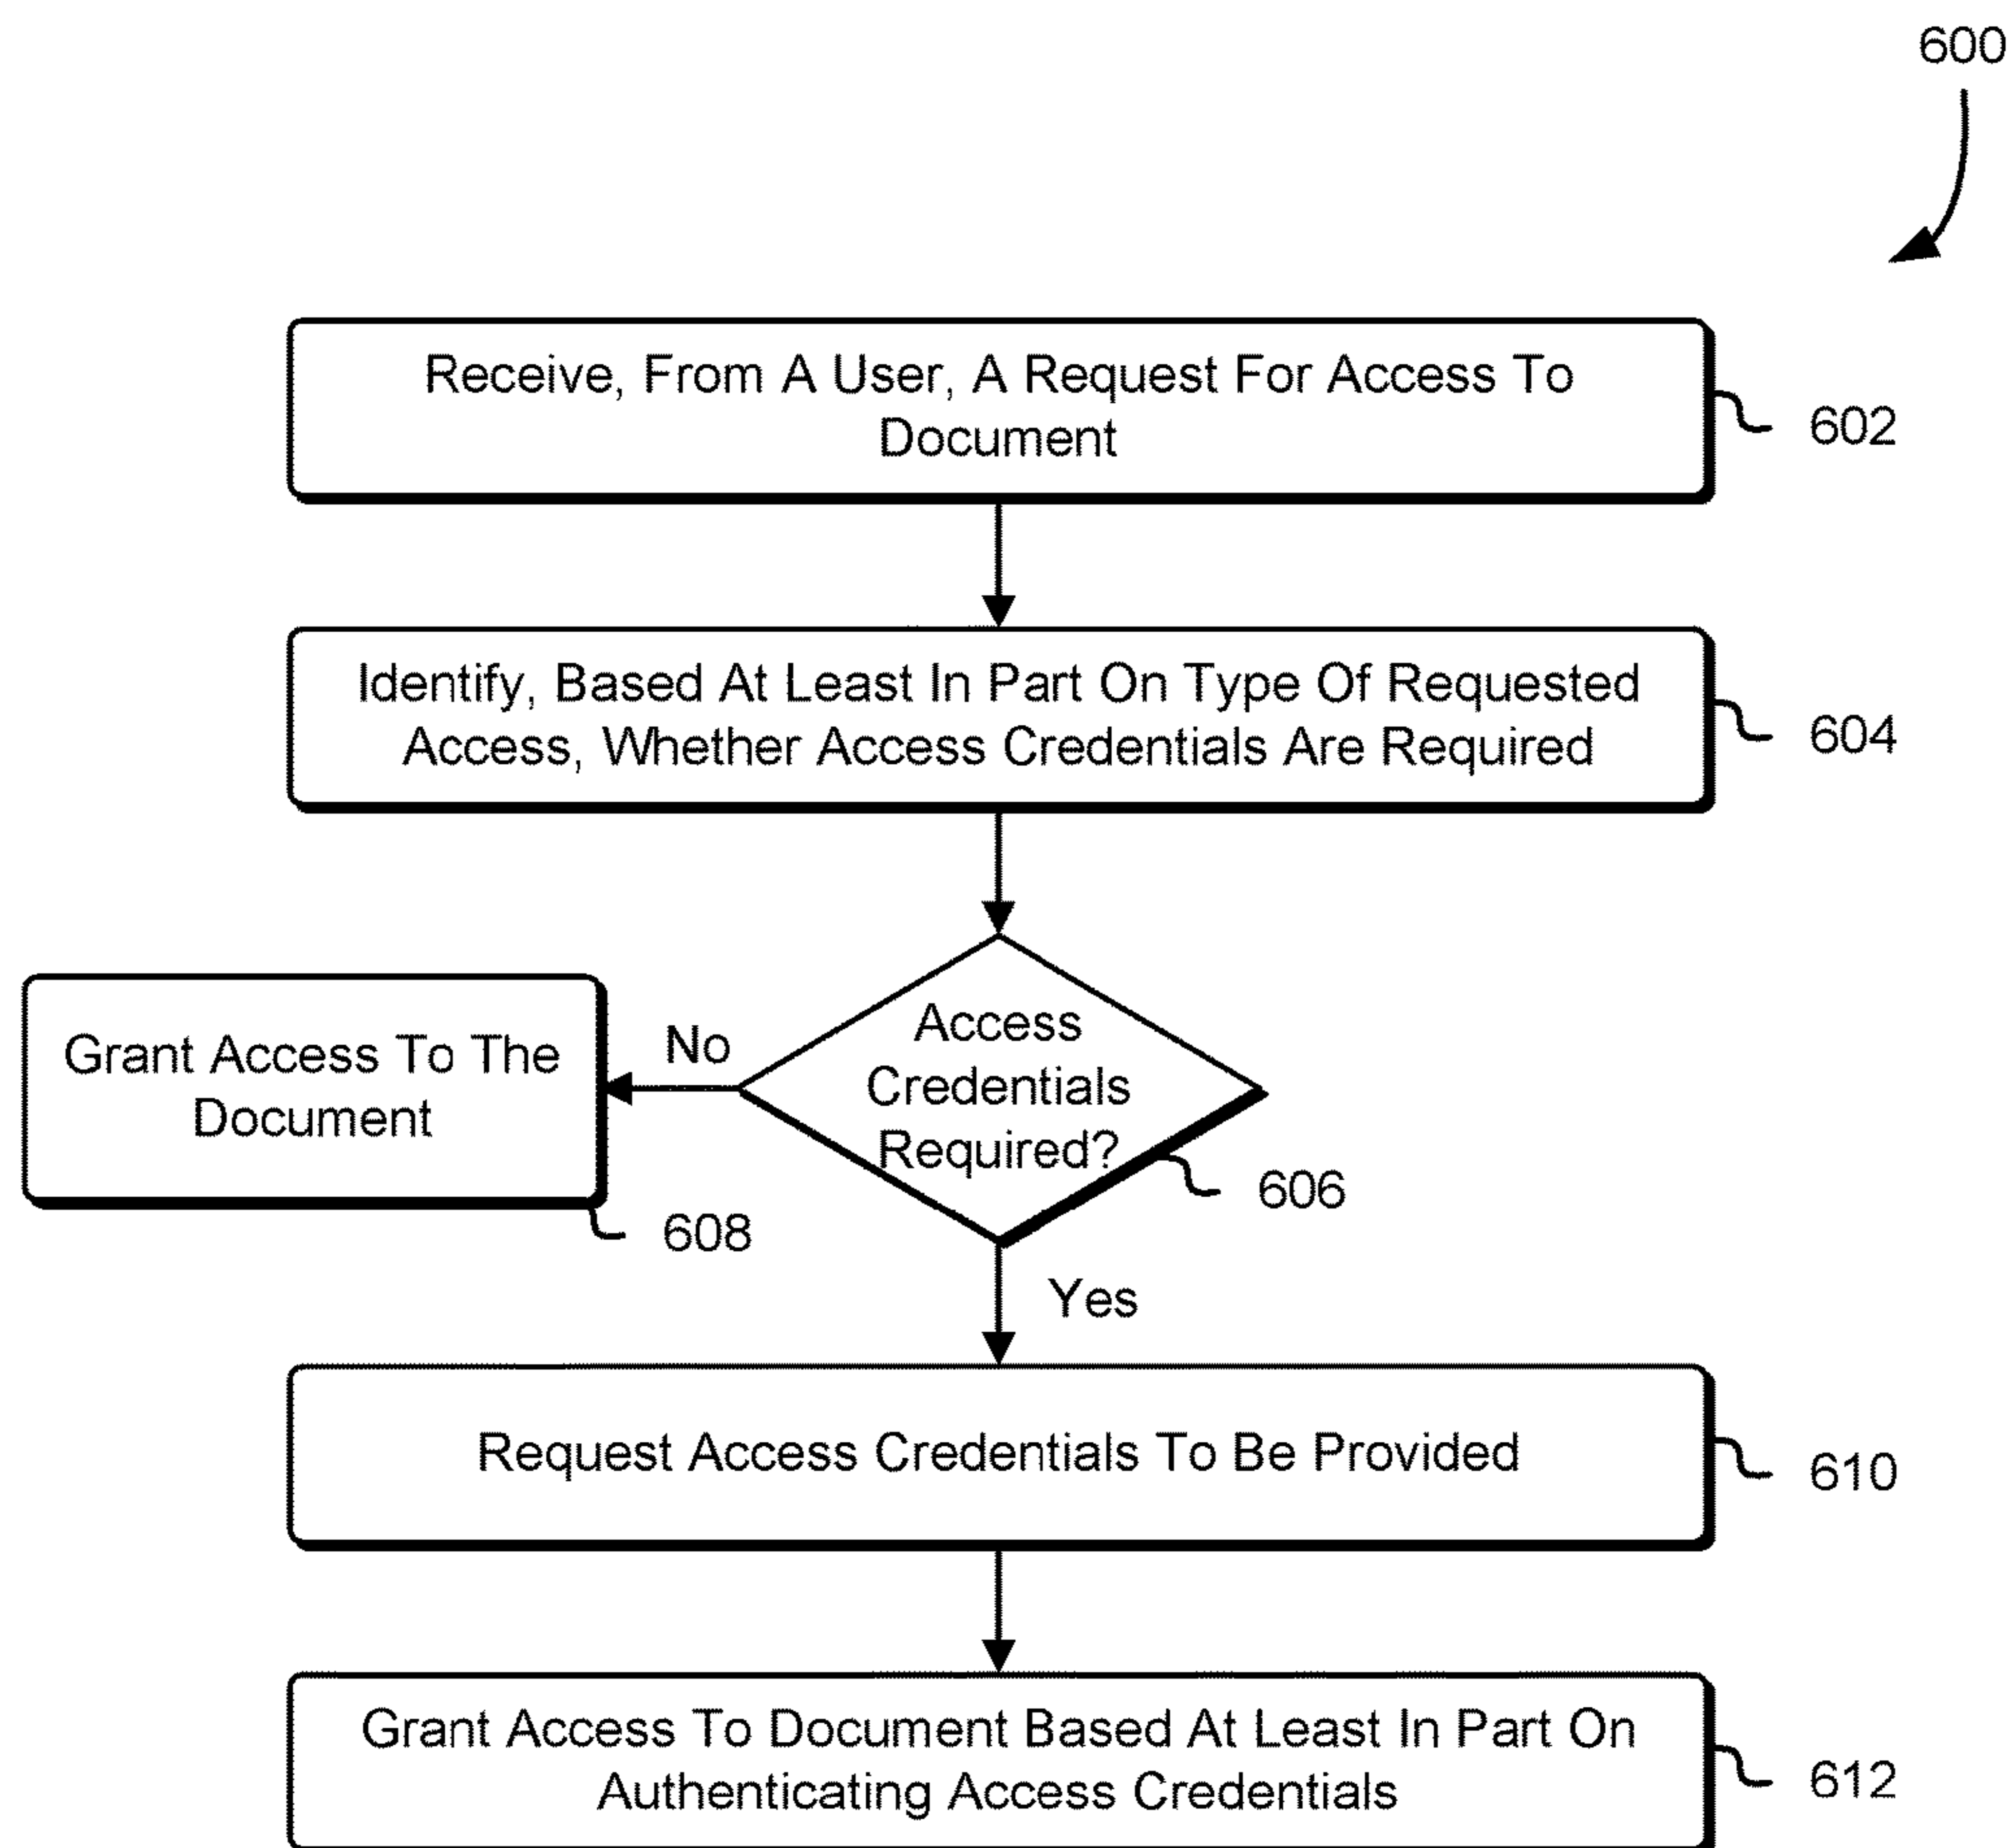 600
Receive, From A User, A Request For Access To
Document
602
Identify, Based At Least In Part On Type Of Requested
Access, Whether Access Credentials Are Required
604
Access
Credentials
Required?
606
No
Grant Access To The
Document
608
Yes
Request Access Credentials To Be Provided
610
Grant Access To Document Based At Least In Part On
Authenticating Access Credentials
612